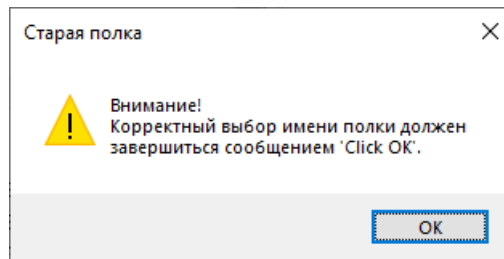 Старая полка
Внимание!
Корректный выбор имени полки должен
завершиться сообщением 'Click OK'.
OK